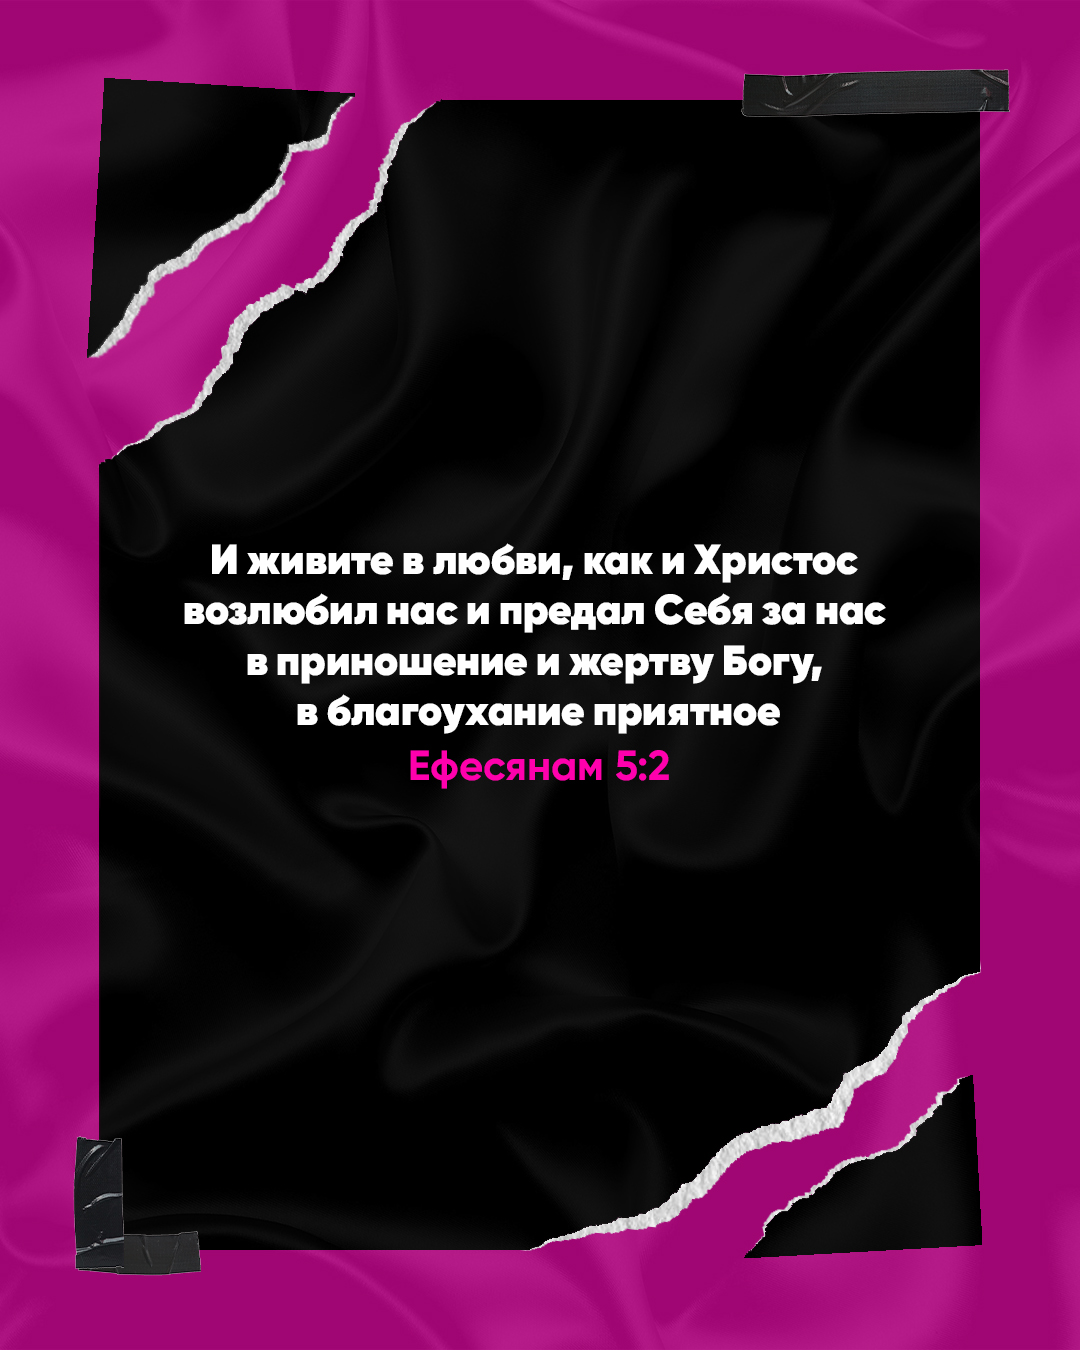 И живите в любви, как и Христос
возлюбил нас и предал Себя за нас
в приношение и жертву Богу,
в благоухание приятное
Ефесянам 5:2